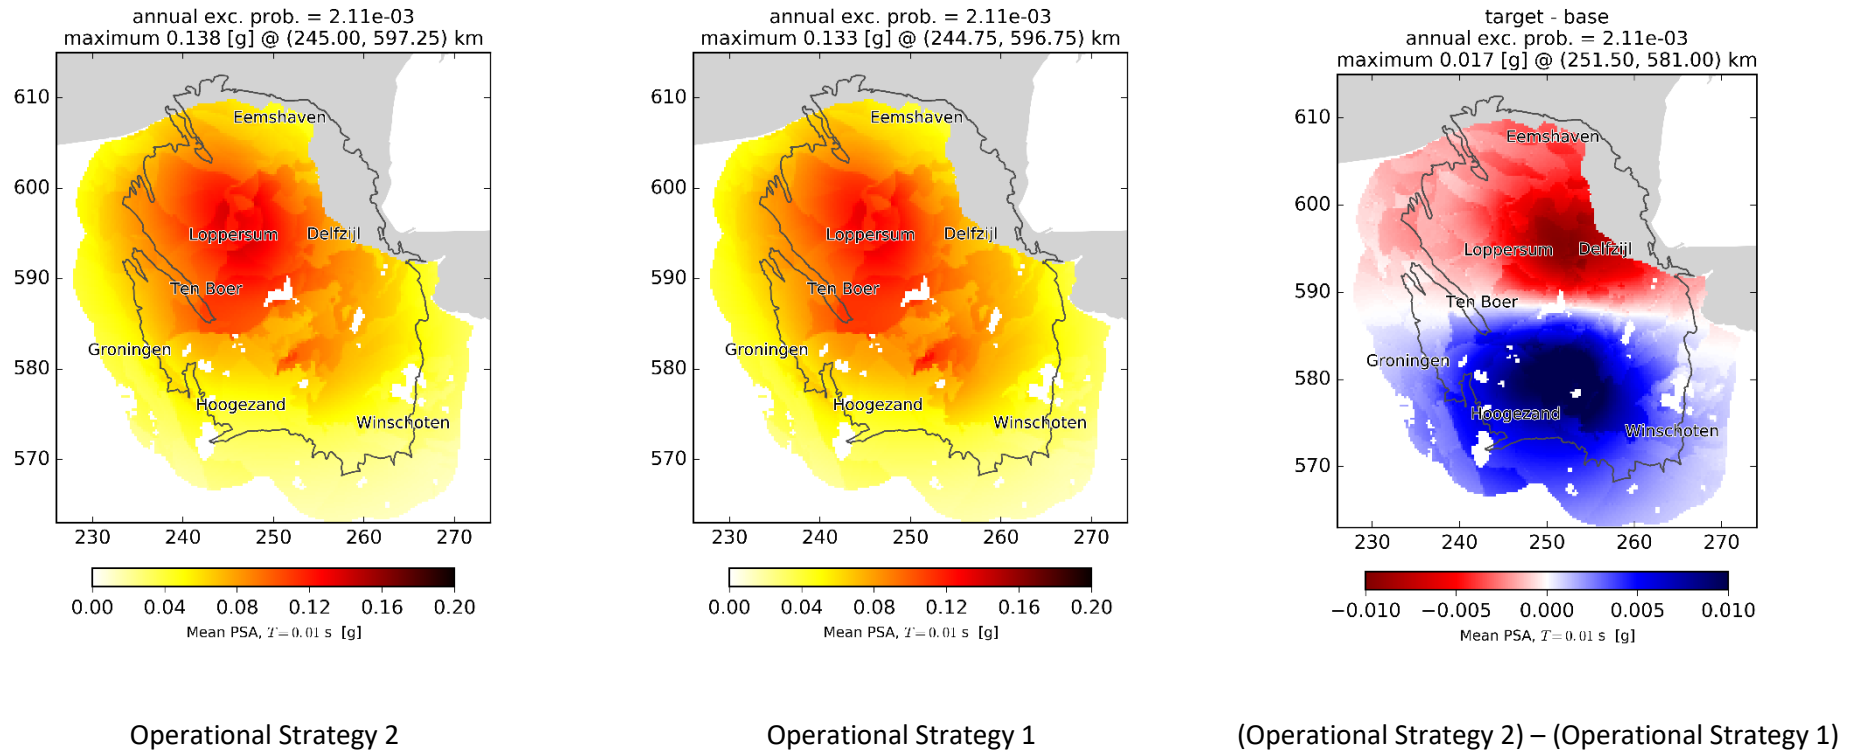 annual exc. prob. = 2.11e-03
maximum 0.138 [g] @ (245.00, 597.25) km
610
600
590
580
570
230 240 250 260 270
Eemshaven
Loppersum
Delfzijl
Ten Boer
Groningen
Hoogezand
Winschoten
0.00 0.04 0.08 0.12 0.16 0.20
Mean PSA, T=0.01 s [g]
Operational Strategy 2
annual exc. prob. = 2.11e-03
maximum 0.133 [g] @ (244.75, 596.75) km
610
600
590
580
570
230 240 250 260 270
Eemshaven
Loppersum
Delfzijl
Ten Boer
Groningen
Hoogezand
Winschoten
0.00 0.04 0.08 0.12 0.16 0.20
Mean PSA, T=0.01 s [g]
Operational Strategy 1
target - base
annual exc. prob. = 2.11e-03
maximum 0.017 [g] @ (251.50, 581.00) km
610
600
590
580
570
230 240 250 260 270
Eemshaven
Loppersum
Delfzijl
Ten Boer
Groningen
Hoogezand
Winschoten
−0.010 −0.005 0.000 0.005 0.010
Mean PSA, T=0.01 s [g]
(Operational Strategy 2) – (Operational Strategy 1)